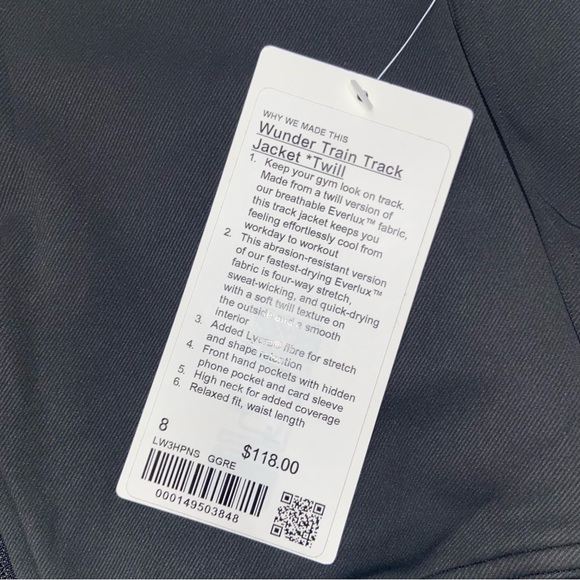 WHY WE MADE THIS
Wunder Train Track
Jacket *Twill
1. Keep your gym look on track.
Made from a twill version of
our breathable Everlux™ fabric,
this track jacket keeps you
feeling effortlessly cool from
workday to workout
2. This abrasion-resistant version
of our fastest-drying Everlux™
fabric is four-way stretch,
sweat-wicking, and quick-drying
with a soft twill texture on
the outside and a smooth
interior
3. Added Lycra® fibre for stretch
and shape retention
4. Front hand pockets with hidden
phone pocket and card sleeve
5. High neck for added coverage
6. Relaxed fit, waist length
8
LW3HPNS GGRE $118.00
000149503848